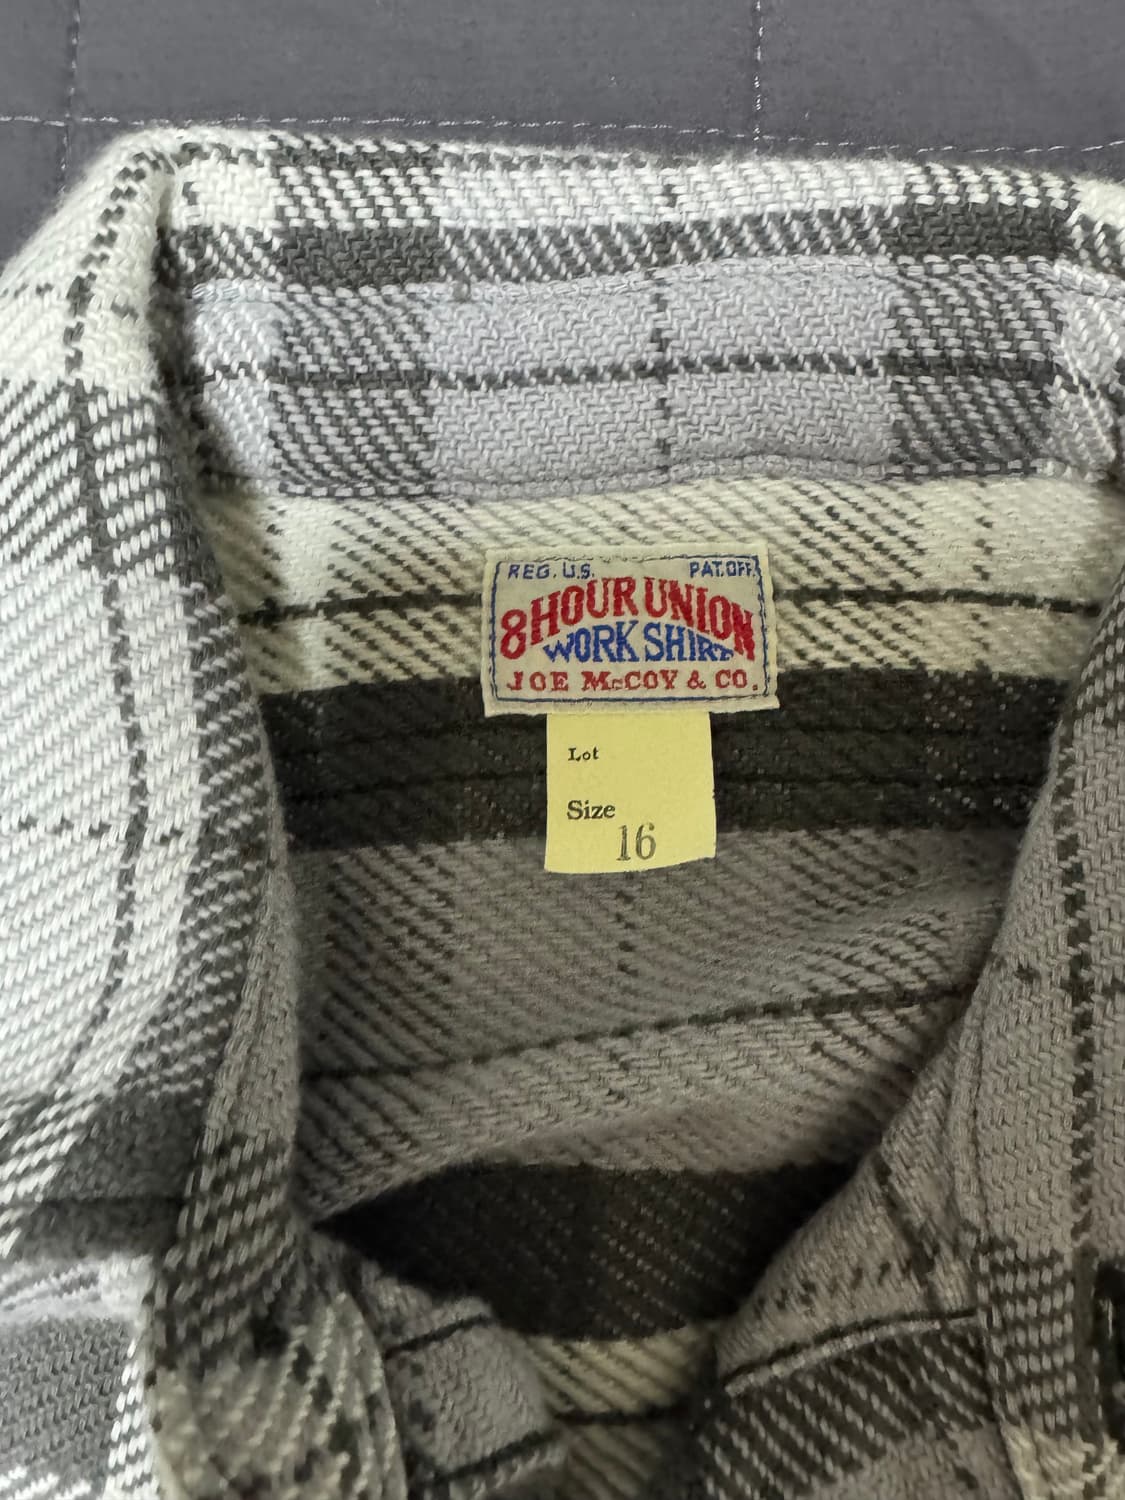 REG. U.S. PAT. OFF.
8 HOUR UNION
WORK SHIRT
JOE McCOY & CO.
Lot
Size
16